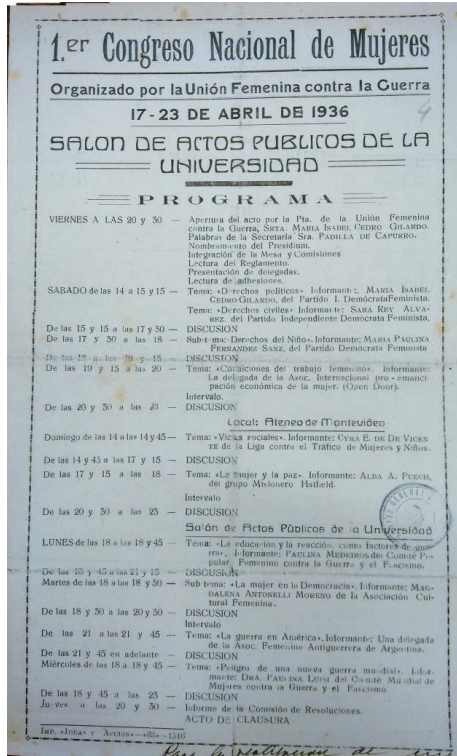 1.er Congreso Nacional de Mujeres
Organizado por la Unión Femenina contra la Guerra
17-23 DE ABRIL DE 1936
SALON DE ACTOS PUBLICOS DE LA
UNIVERSIDAD
PROGRAMA
VIERNES A LAS 20 y 30 — Apertura del acto por la Pta. de la Unión Femenina
contra la Guerra, SRTA. MARIA ISABEL CEDRO GILARDO.
Palabras de la Secretaria Sra. PADILLA DE CAPURRO.
Nombramiento del Presidium.
Integración de la Mesa y Comisiones
Lectura del Reglamento.
Presentación de delegadas.
Lectura de adhesiones.
SABADO de las 14 a 15 y 15 — Tema: «Derechos políticos» Informante: MARIA ISABEL
CEDRO GILARDO, del Partido I. DemócrataFeminista.
Tema: «Derechos civiles» Informante: SARA REY ALVA-
REZ, del Partido Independiente Demócrata Feminista,
De las 15 y 15 a las 17 y 30 — DISCUSION
De las 17 y 30 a las 18 — Sub-tema: Derechos del Niño». Informante: MARIA PAULINA
FERNANDEZ SANZ, del Partido Demócrata Feminista
De las 18 a las 19 y 15 — DISCUSION
De las 19 y 15 a las 20 — Tema: «Condiciones del trabajo femenino». Informante:
La delegada de la Asoc. Internacional pro-emanci-
pación económica de la mujer. (Open Door).
Intervalo.
De las 20 y 30 a las 23 — DISCUSION
Local: Ateneo de Montevideo
Domingo de las 14 a las 14 y 45 — Tema: «Vicios sociales». Informante: CYRA E. DE DE VICEN
TE de la Liga contra el Tráfico de Mujeres y Niños.
De las 14 y 45 a las 17 y 15 — DISCUSION
De las 17 y 15 a las 18 — Tema: «La mujer y la paz». Informante: ALBA A. PUECH,
del grupo Misionero Hatfield.
Intervalo
De las 20 y 30 a las 23 — DISCUSION
Salón de Actos Públicos de la Universidad
LUNES de las 18 a las 18 y 45 — Tema: «La educación y la reacción, como factores de gue-
rra». Informante: PAULINA MEDEIROS del Comité Po-
pular Femenino contra la Guerra y el Fascismo.
De las 18 y 45 a las 21 y 15 — DISCUSION
Martes de las 18 a las 18 y 30 — Sub tema: «La mujer en la Democracia». Informante: MAG-
DALENA ANTONELLI MORENO de la Asociación Cul-
tural Femenina.
De las 18 y 30 a las 20 y 30 — DISCUSION
Intervalo
De las 21 a las 21 y 45 — Tema: «La guerra en América». Informante: Una delegada
de la Asoc. Femenina Antiguerrera de Argentina.
De las 21 y 45 en adelante — DISCUSION
Miércoles de las 18 a 18 y 45 — Tema: «Peligro de una nueva guerra mundial». Infor-
mante: DRA. PAULINA LUISI del Comité Mundial de
Mujeres contra la Guerra y el Fascismo
De las 18 y 45 a las 23 — DISCUSION
Jueves a las 20 y 30 — Informe de la Comisión de Resoluciones.
ACTO DE CLAUSURA
IMP. «IDEAS Y ACCION»—«83»—1516